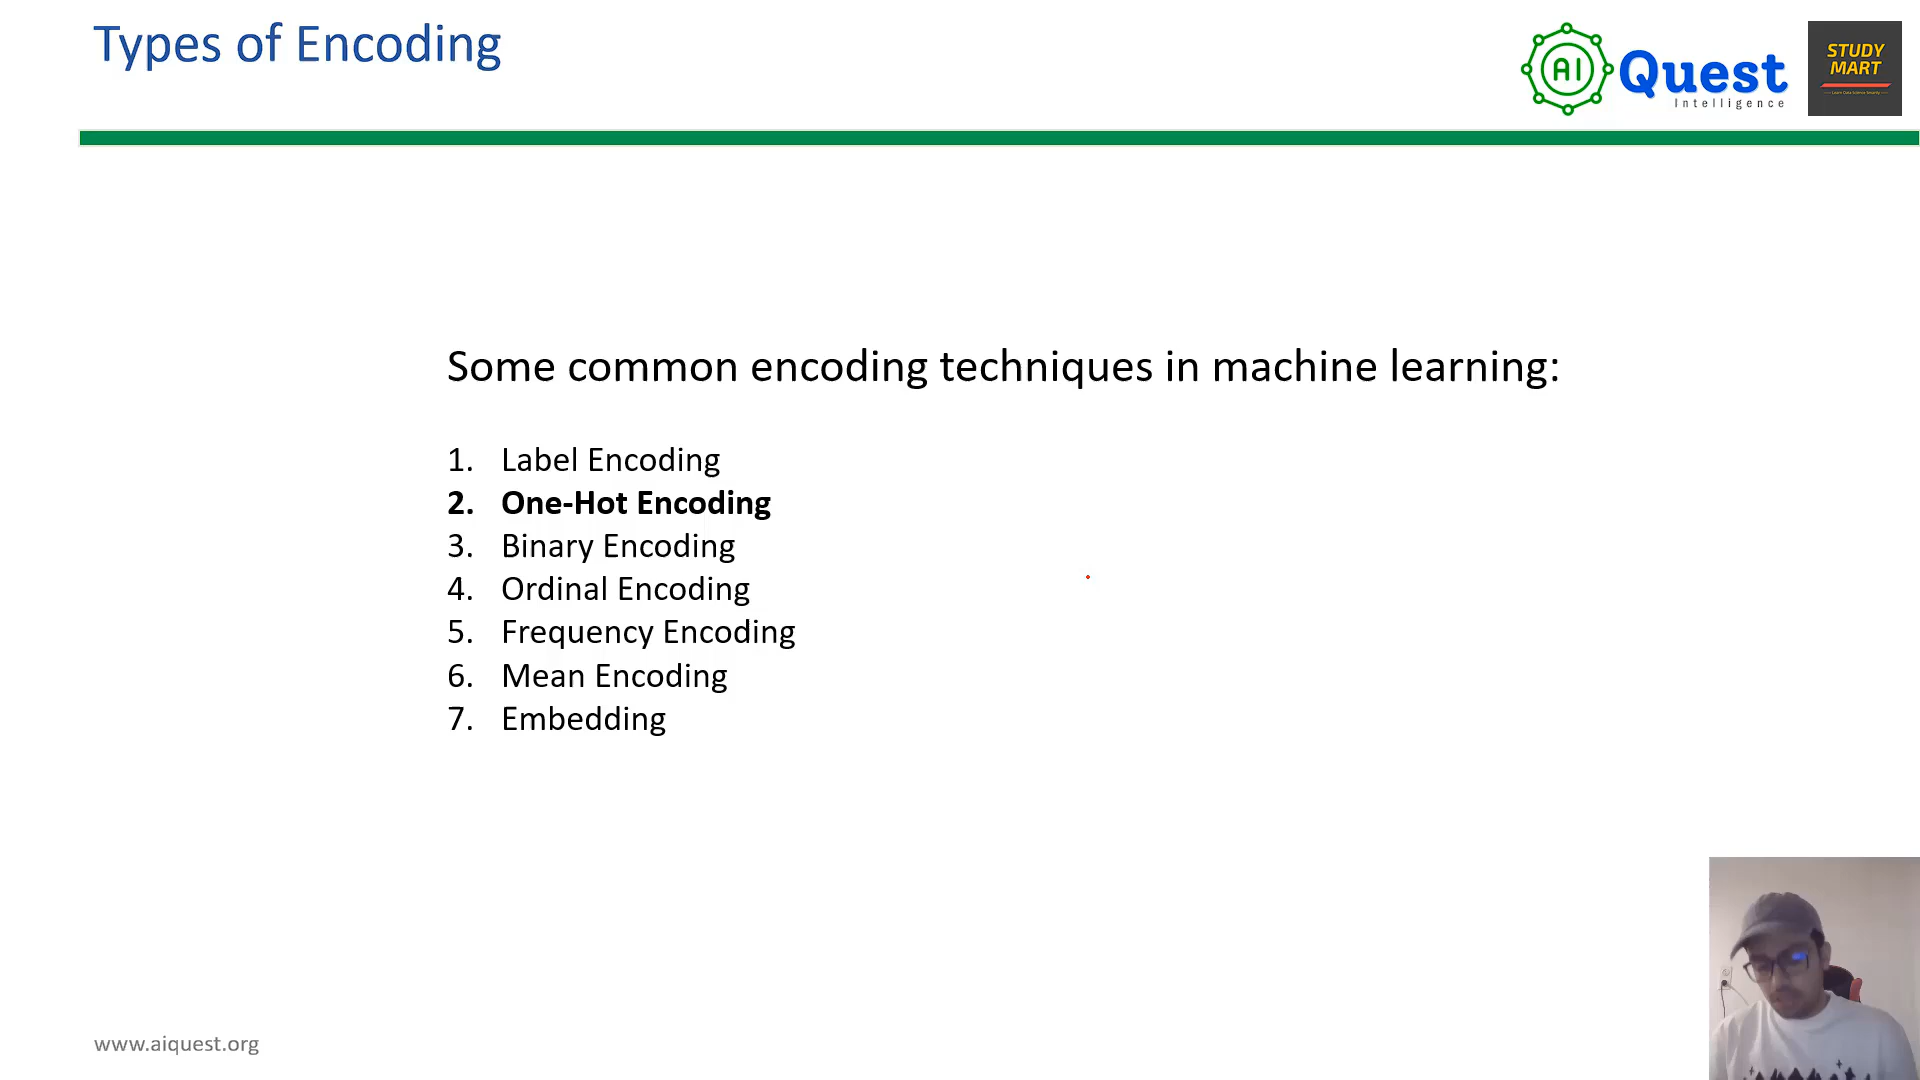 Types of Encoding
AI Quest
Intelligence
STUDY
MART
Some common encoding techniques in machine learning:
1. Label Encoding
2. One-Hot Encoding
3. Binary Encoding
4. Ordinal Encoding
5. Frequency Encoding
6. Mean Encoding
7. Embedding
www.aiquest.org